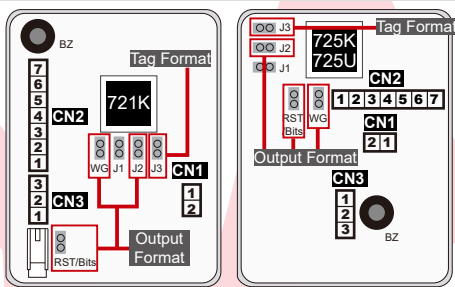 BZ
7
6
5
4
3
2
1
CN2
721K
Tag Format
WG J1 J2 J3
CN1
1
2
3
2
1
CN3
RST/Bits
Output
Format
J3
J2
J1
725K
725U
Tag Format
CN2
1 2 3 4 5 6 7
RST
/Bits
WG
CN1
2 1
Output Format
CN3
1
2
3
BZ